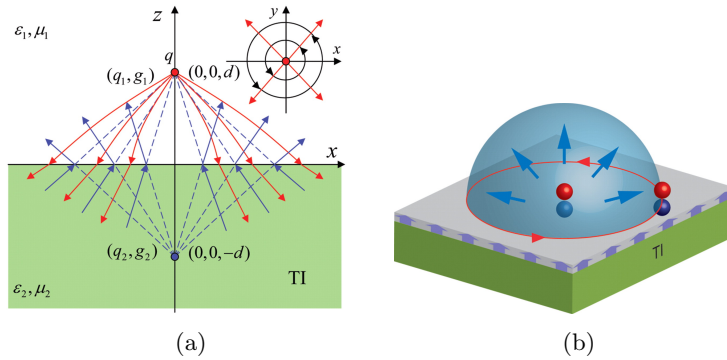 ε₁,μ₁
z
y
x
q
(q₁,g₁)
(0,0,d)
x
(q₂,g₂)
(0,0,−d)
TI
ε₂,μ₂
TI
(a)
(b)